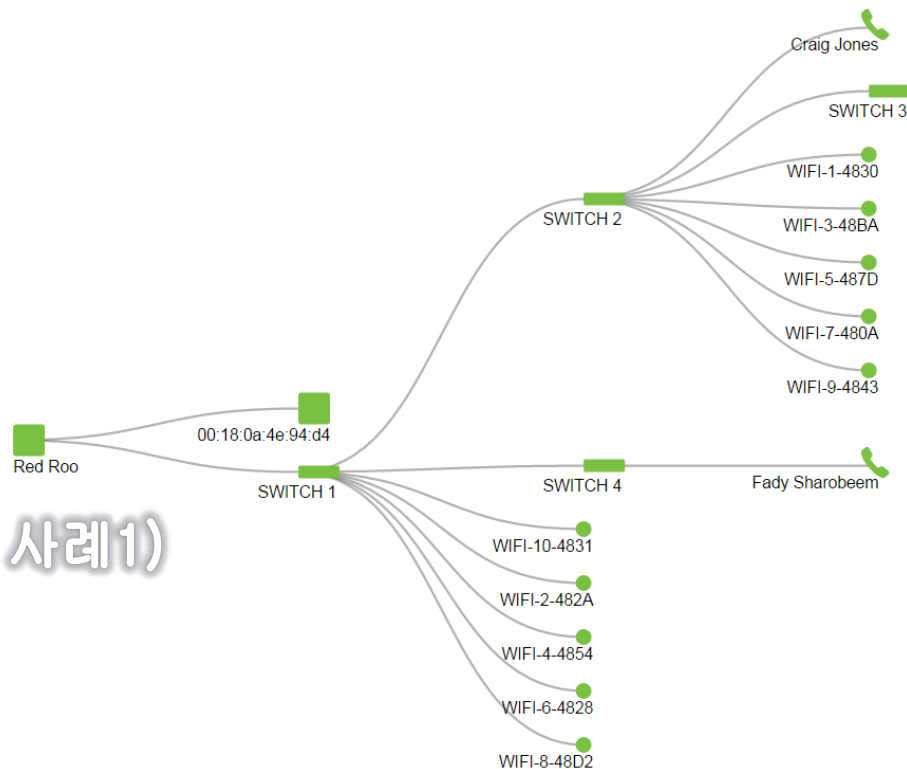 Craig Jones
SWITCH 3
WIFI-1-4830
SWITCH 2
WIFI-3-48BA
WIFI-5-487D
WIFI-7-480A
WIFI-9-4843
00:18:0a:4e:94:d4
Red Roo
SWITCH 1
SWITCH 4
Fady Sharobeem
사례1)
WIFI-10-4831
WIFI-2-482A
WIFI-4-4854
WIFI-6-4828
WIFI-8-48D2